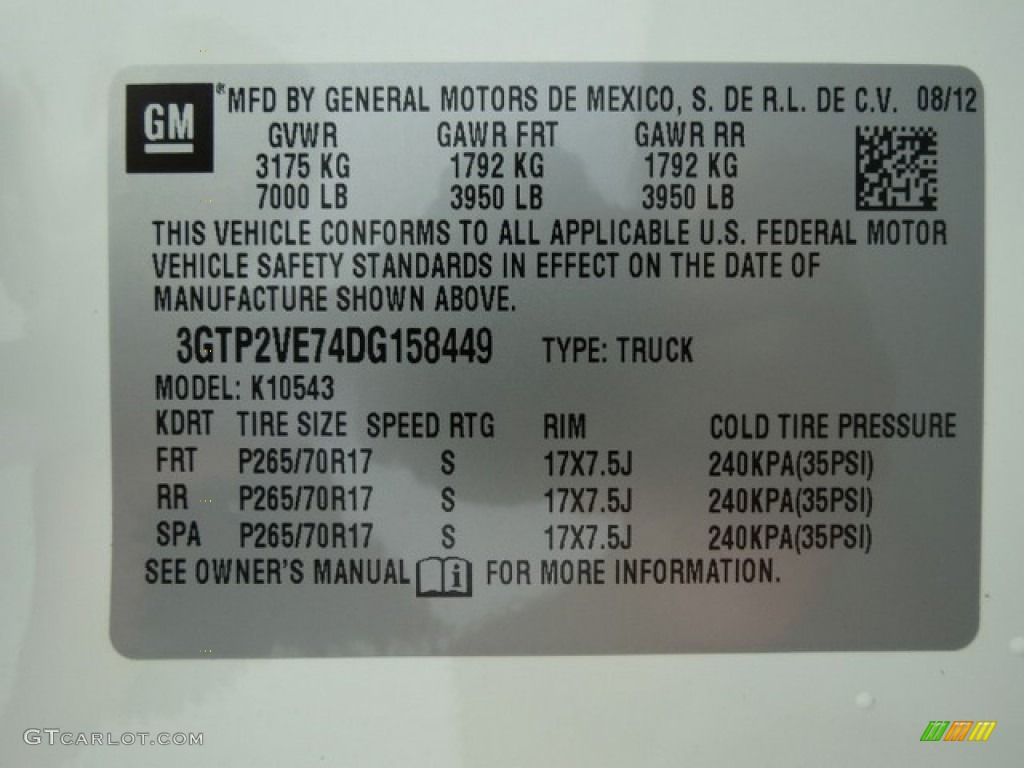 GM
*MFD BY GENERAL MOTORS DE MEXICO, S. DE R.L. DE C.V. 08/12
GVWR GAWR FRT GAWR RR
3175 KG 1792 KG 1792 KG
7000 LB 3950 LB 3950 LB
THIS VEHICLE CONFORMS TO ALL APPLICABLE U.S. FEDERAL MOTOR
VEHICLE SAFETY STANDARDS IN EFFECT ON THE DATE OF
MANUFACTURE SHOWN ABOVE.
3GTP2VE74DG158449 TYPE: TRUCK
MODEL: K10543
KDRT TIRE SIZE SPEED RTG RIM COLD TIRE PRESSURE
FRT P265/70R17 S 17X7.5J 240KPA(35PSI)
RR P265/70R17 S 17X7.5J 240KPA(35PSI)
SPA P265/70R17 S 17X7.5J 240KPA(35PSI)
SEE OWNER'S MANUAL i FOR MORE INFORMATION.
GTCARLOT.COM